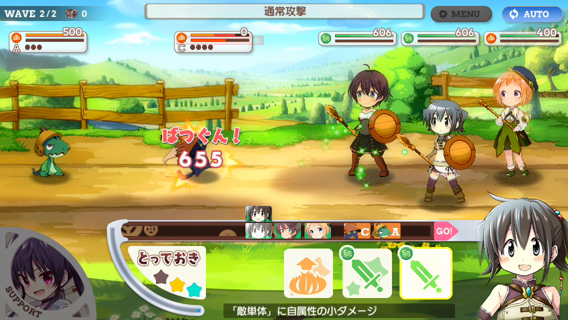 WAVE 2/2 0
通常攻撃
MENU
AUTO
500
A
0
C
606
606
400
ばつぐん!
655
C
A
GO!
とっておき
SUPPORT
「敵単体」に自属性の小ダメージ